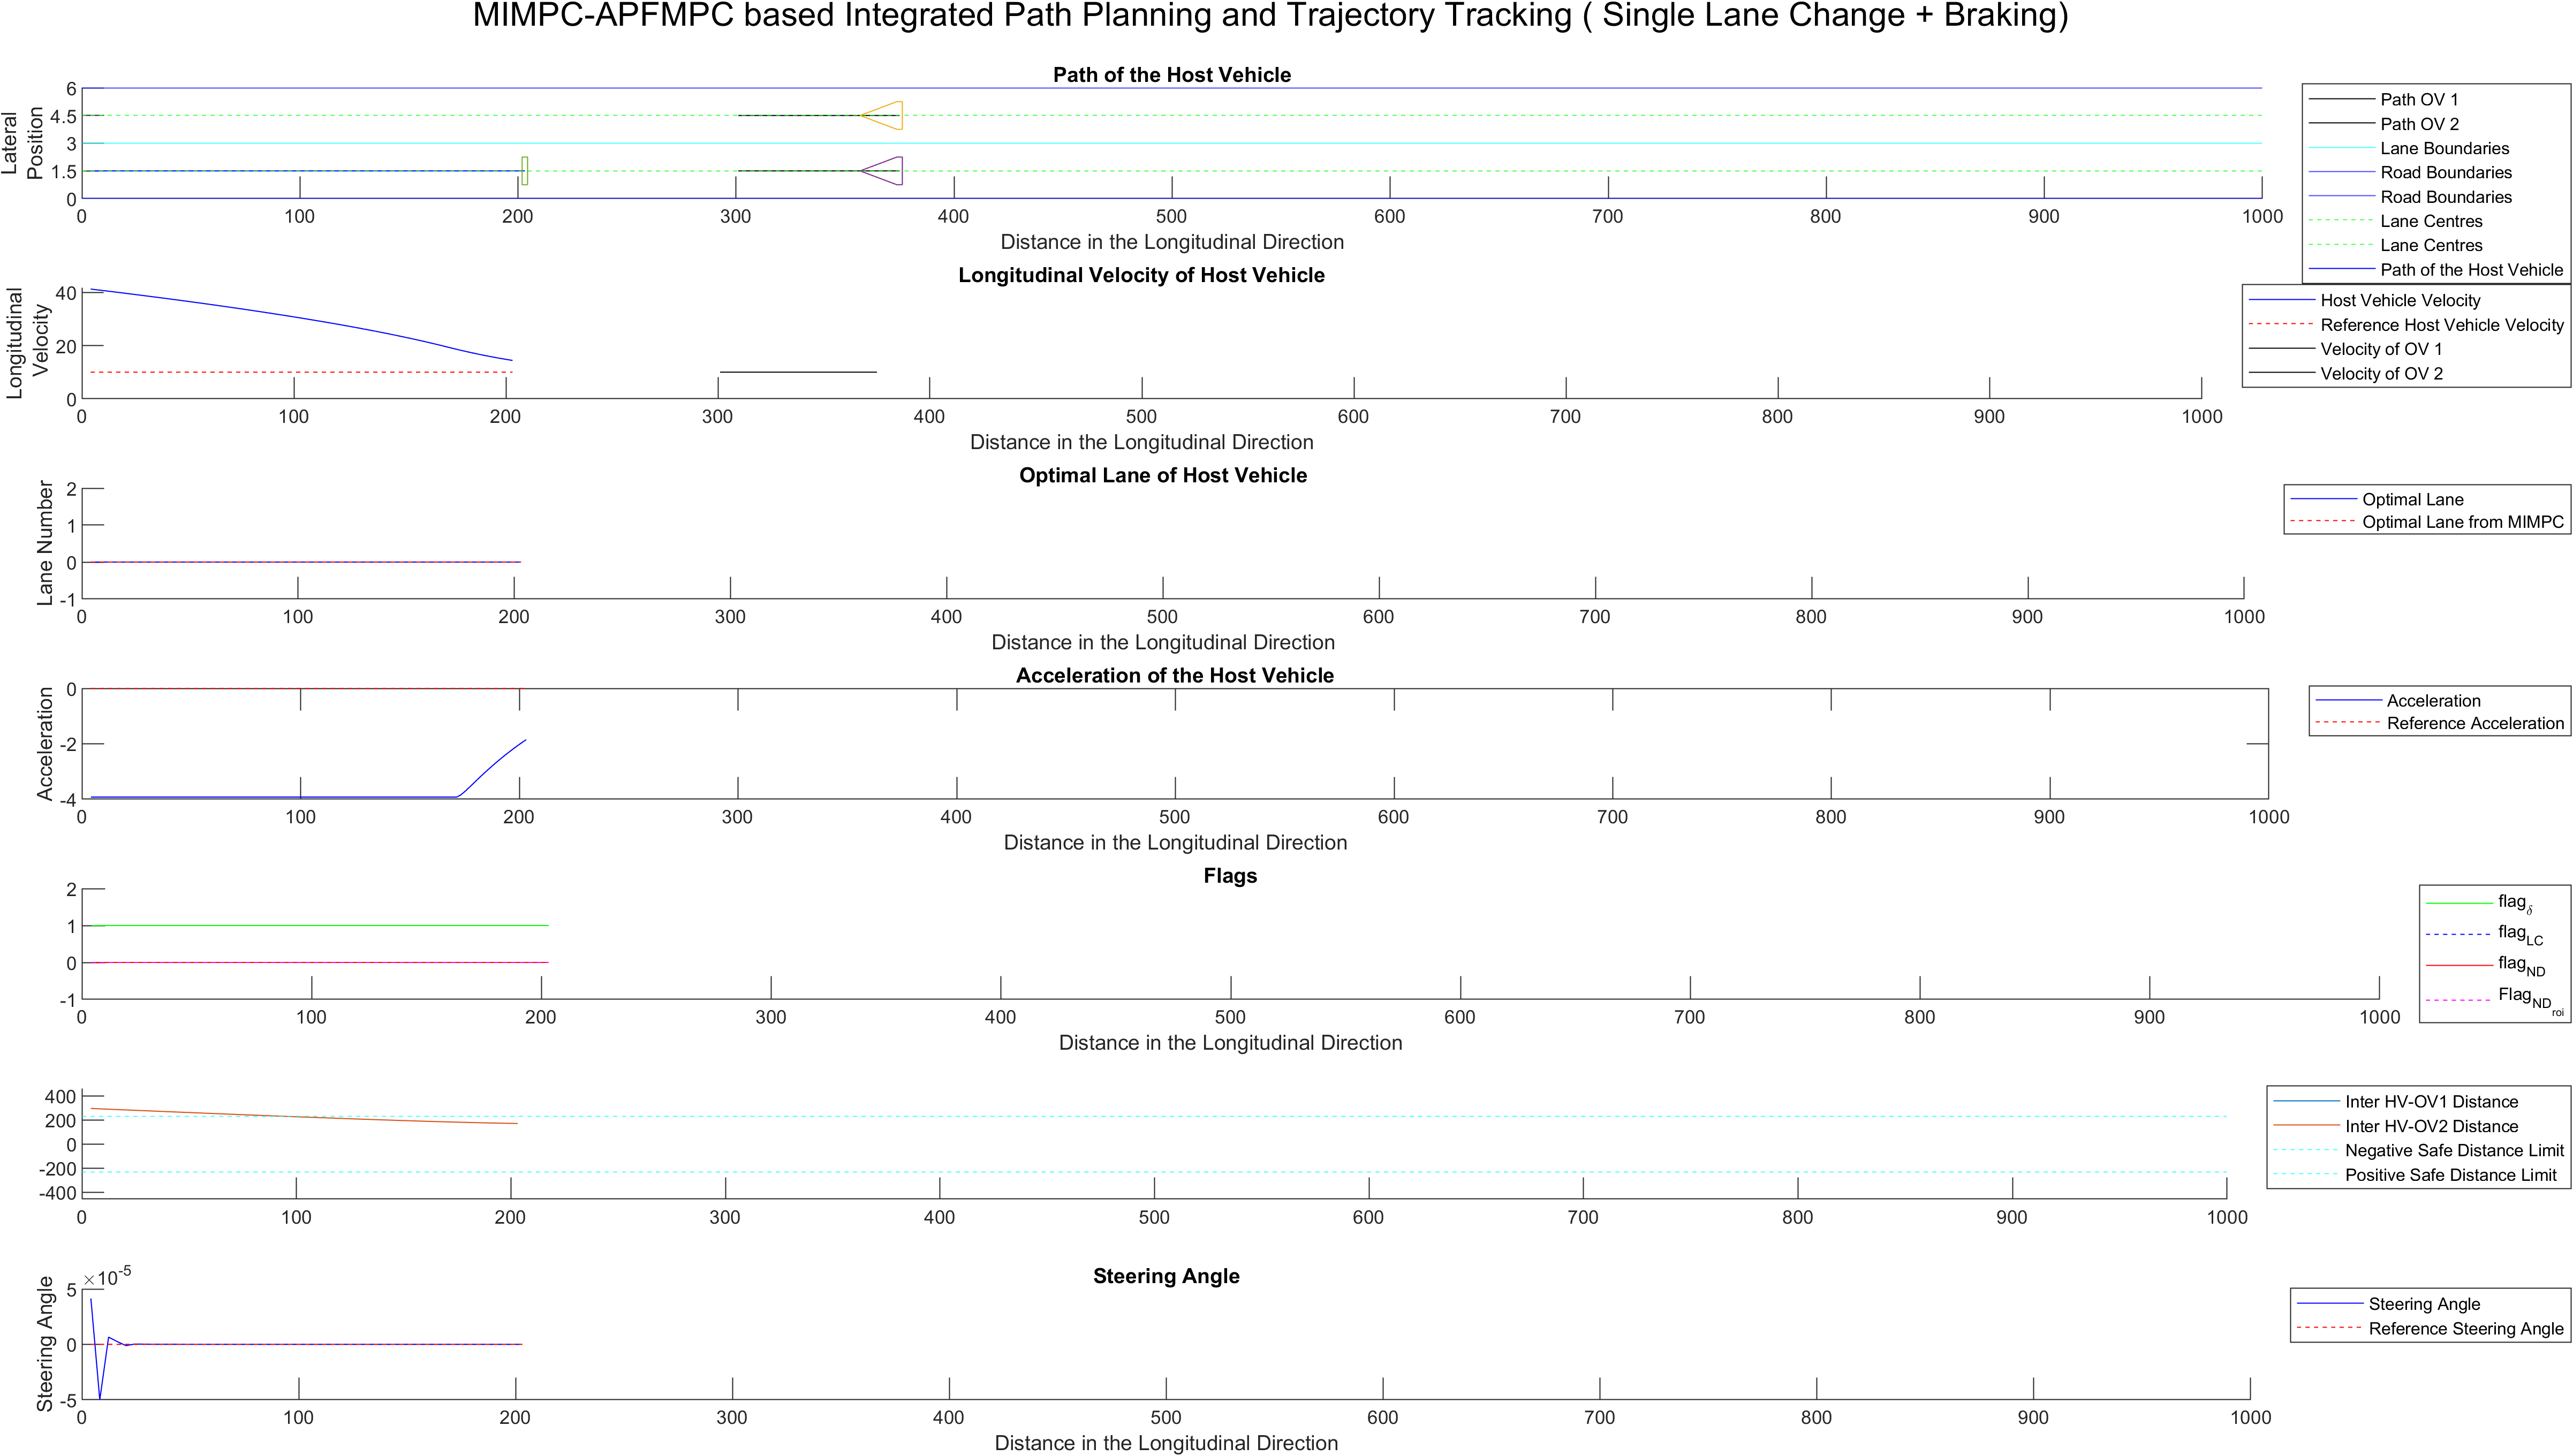 MIMPC-APFMPC based Integrated Path Planning and Trajectory Tracking ( Single Lane Change + Braking)
Path of the Host Vehicle
Lateral
Position
6
4.5
3
1.5
0
0 100 200 300 400 500 600 700 800 900 1000
Distance in the Longitudinal Direction
Path OV 1
Path OV 2
Lane Boundaries
Road Boundaries
Road Boundaries
Lane Centres
Lane Centres
Path of the Host Vehicle
Longitudinal Velocity of Host Vehicle
Longitudinal
Velocity
40
20
0
0 100 200 300 400 500 600 700 800 900 1000
Distance in the Longitudinal Direction
Host Vehicle Velocity
Reference Host Vehicle Velocity
Velocity of OV 1
Velocity of OV 2
Optimal Lane of Host Vehicle
Lane Number
2
1
0
-1
0 100 200 300 400 500 600 700 800 900 1000
Distance in the Longitudinal Direction
Optimal Lane
Optimal Lane from MIMPC
Acceleration of the Host Vehicle
Acceleration
0
-2
-4
0 100 200 300 400 500 600 700 800 900 1000
Distance in the Longitudinal Direction
Acceleration
Reference Acceleration
Flags
2
1
0
-1
0 100 200 300 400 500 600 700 800 900 1000
Distance in the Longitudinal Direction
flag_δ
flag_LC
flag_ND
Flag_ND_roi
400
200
0
-200
-400
0 100 200 300 400 500 600 700 800 900 1000
Inter HV-OV1 Distance
Inter HV-OV2 Distance
Negative Safe Distance Limit
Positive Safe Distance Limit
Steering Angle
Steering Angle
×10^-5
5
0
-5
0 100 200 300 400 500 600 700 800 900 1000
Distance in the Longitudinal Direction
Steering Angle
Reference Steering Angle